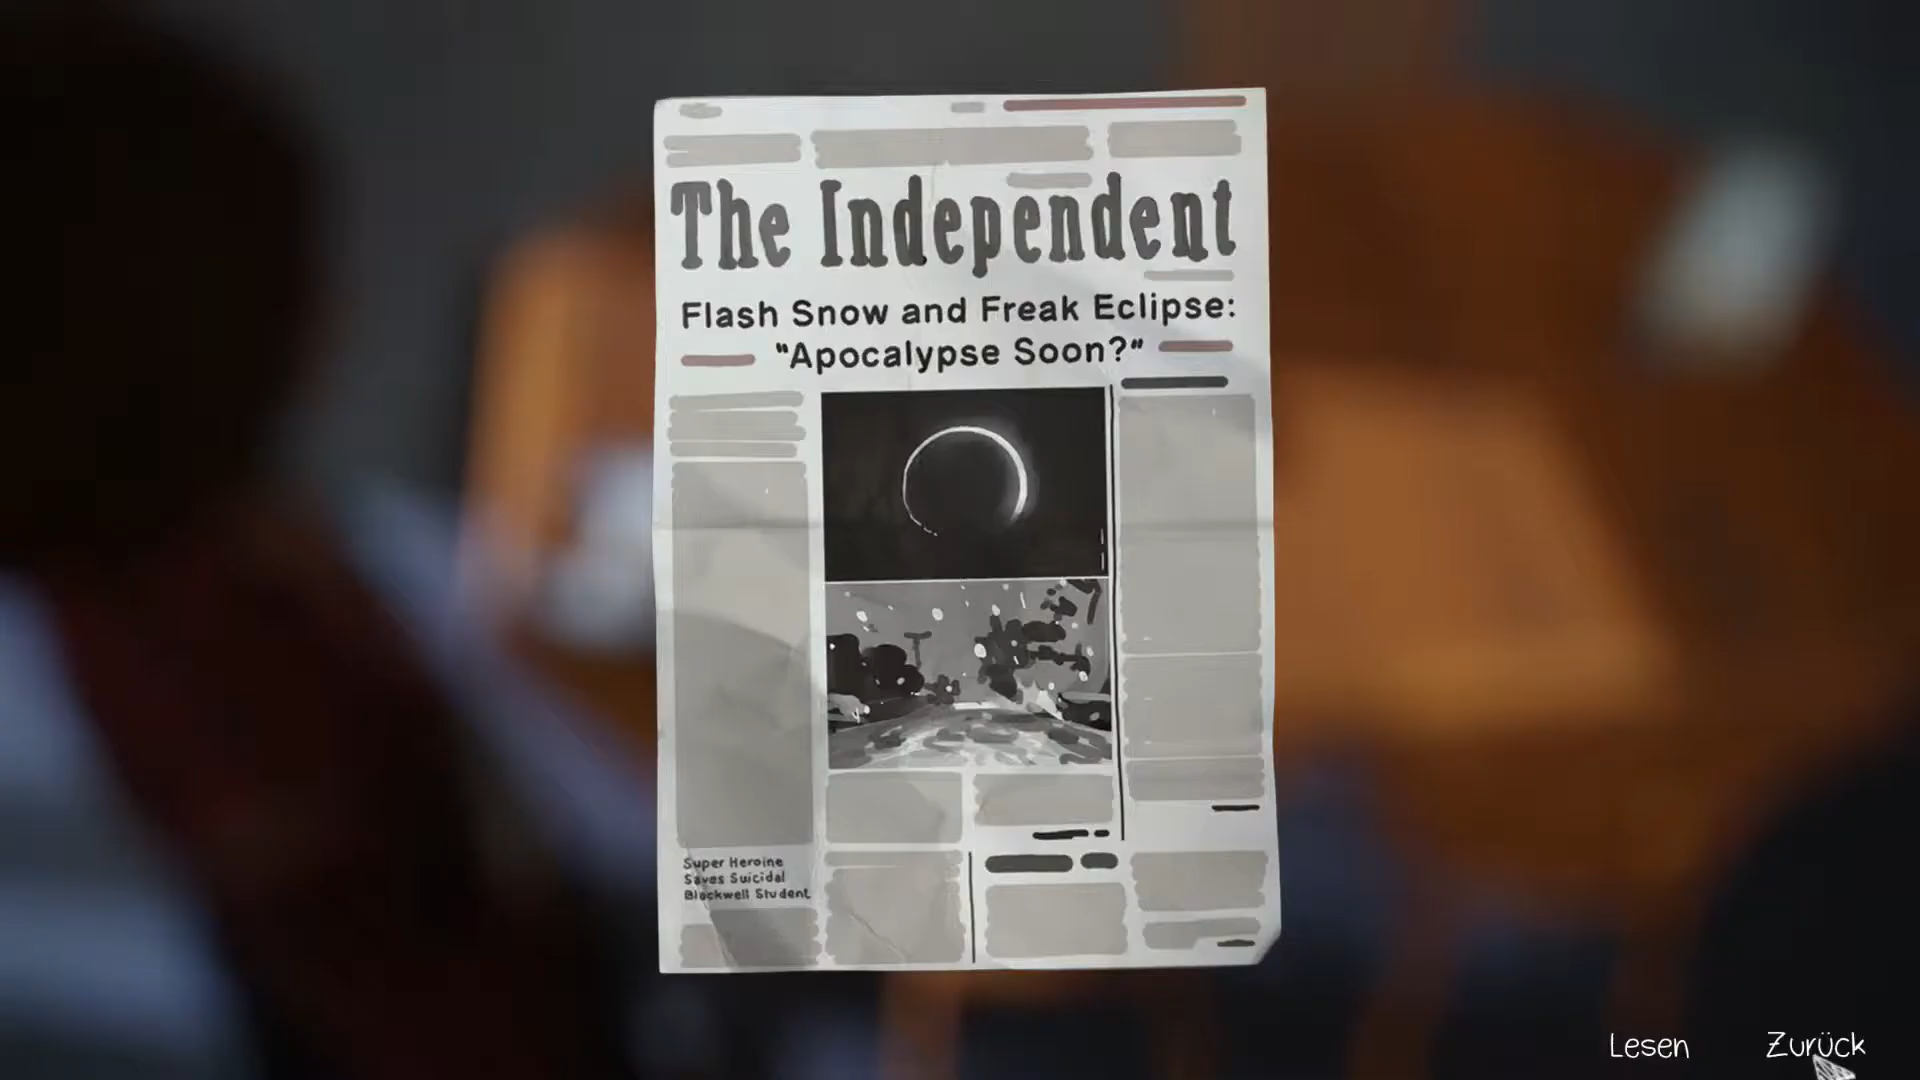 The Independent
Flash Snow and Freak Eclipse:
"Apocalypse Soon?"
Super Heroine
Saves Suicidal
Blackwell Student
Lesen
Zurück